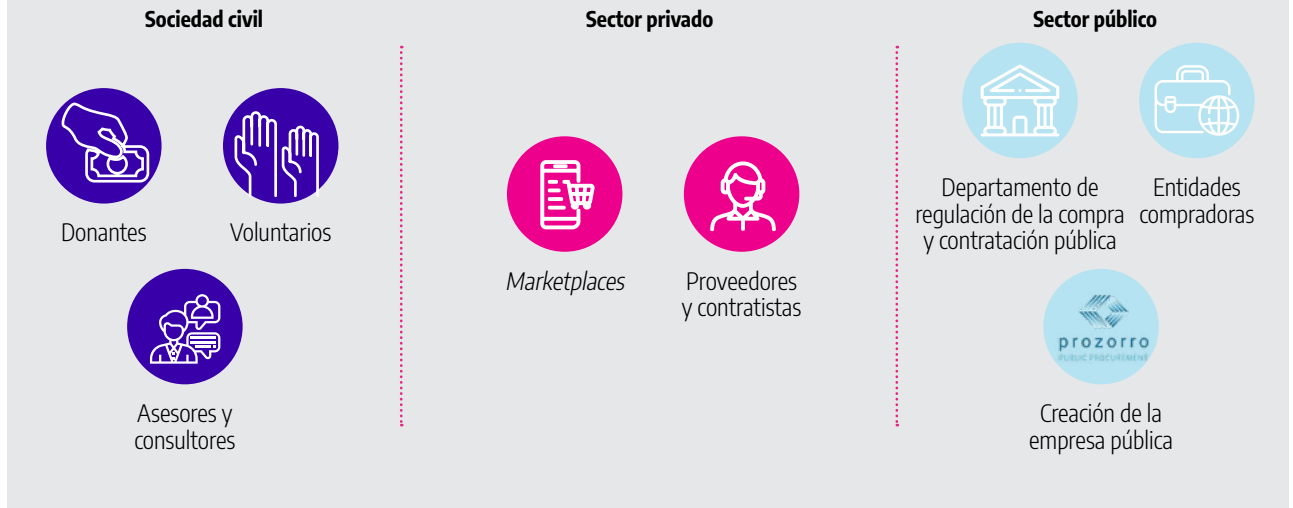 Sociedad civil
Donantes
Voluntarios
Asesores y
consultores
Sector privado
Marketplaces
Proveedores
y contratistas
Sector público
Departamento de
regulación de la compra
y contratación pública
Entidades
compradoras
prozorro
PUBLIC PROCUREMENT
Creación de la
empresa pública